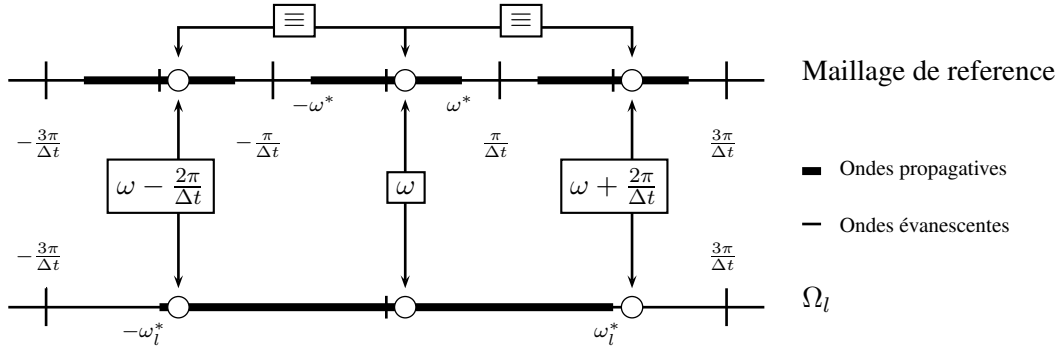 ≡ ≡
Maillage de reference
−ω* ω*
−3π/Δt −π/Δt π/Δt 3π/Δt
ω − 2π/Δt ω ω + 2π/Δt
Ondes propagatives
Ondes évanescentes
−3π/Δt 3π/Δt
Ω_l
−ω_l* ω_l*